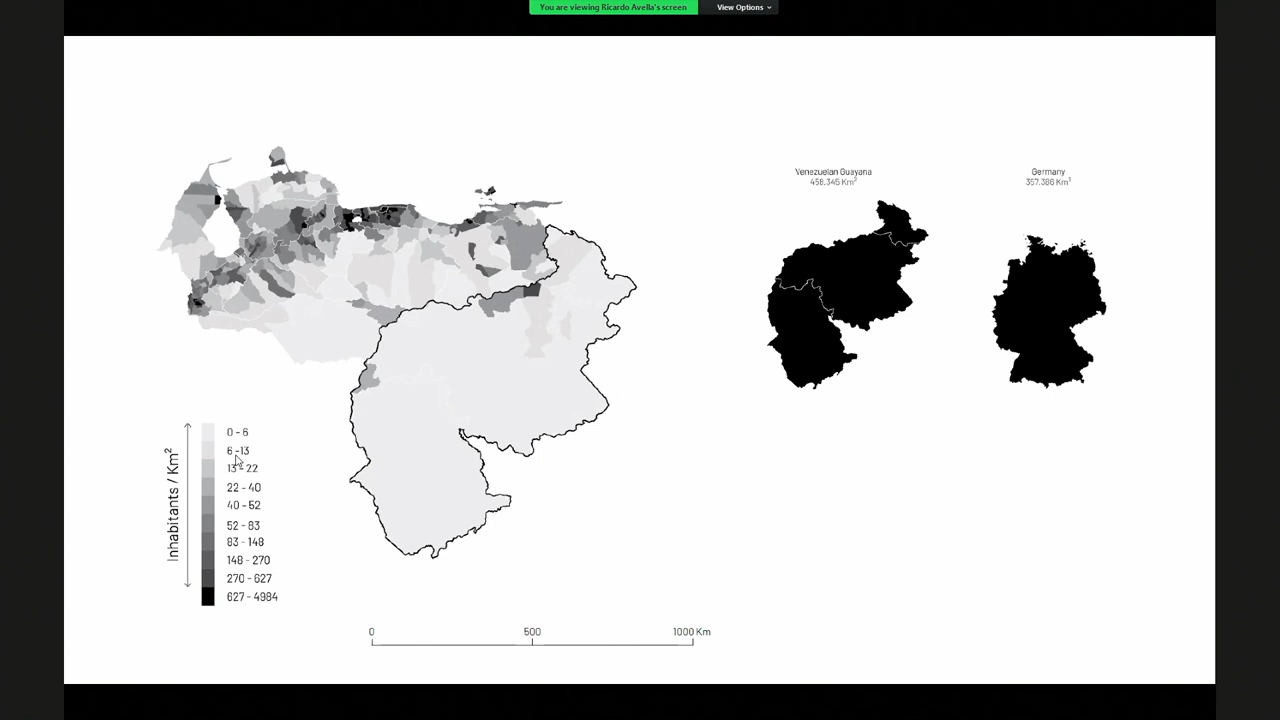 You are viewing Ricardo Avella's screen
View Options
Venezuelan Guayana
458.345 Km²
Germany
357.386 Km²
Inhabitants / Km²
0 - 6
6 -13
13 - 22
22 - 40
40 - 52
52 - 83
83 - 148
148 - 270
270 - 627
627 - 4984
0
500
1000 Km